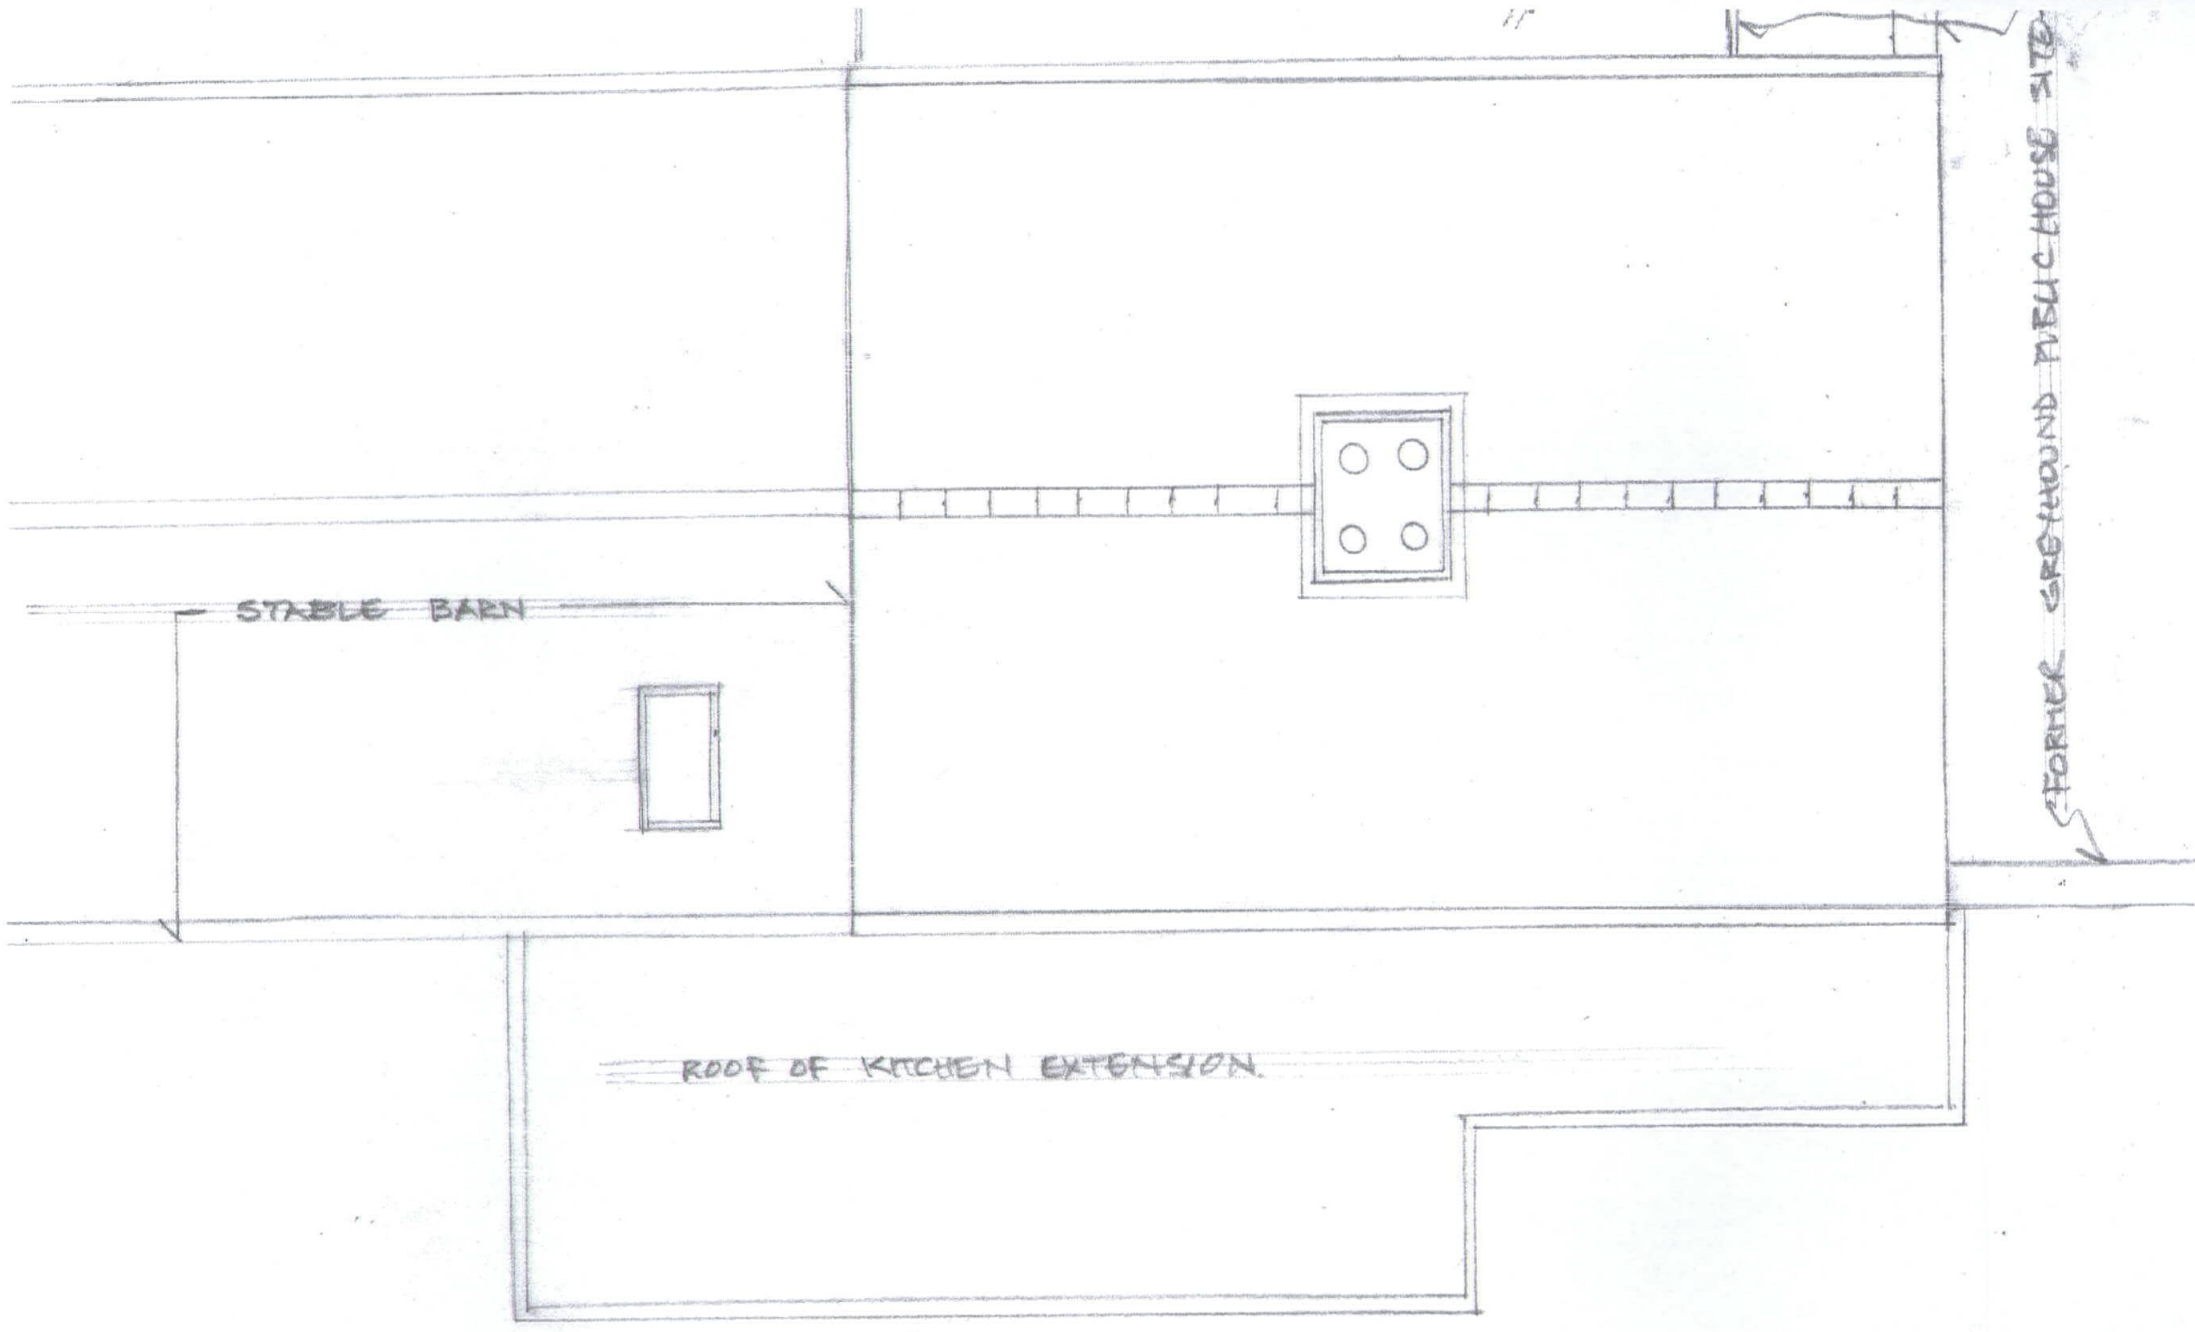 STABLE BARN
ROOF OF KITCHEN EXTENSION.
FORMER GREYHOUND PUBLIC HOUSE SITE